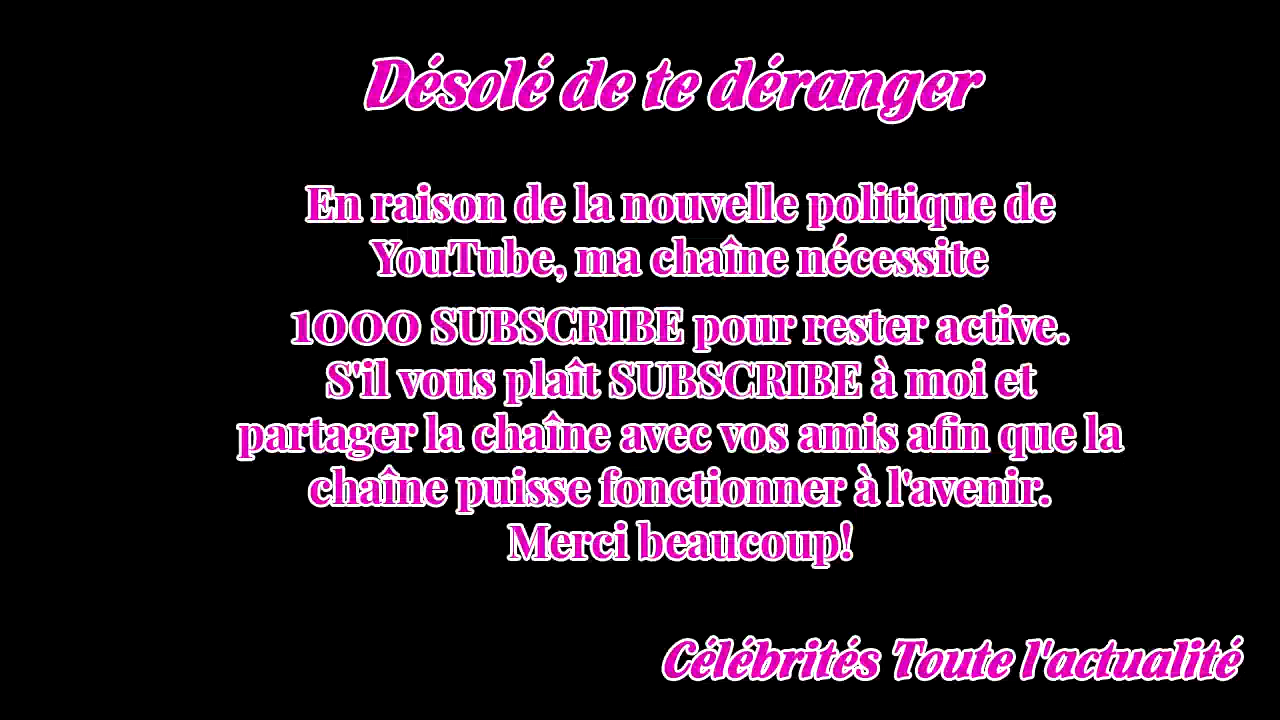 Désolé de te déranger
En raison de la nouvelle politique de
YouTube, ma chaîne nécessite
1000 SUBSCRIBE pour rester active.
S'il vous plaît SUBSCRIBE à moi et
partager la chaîne avec vos amis afin que la
chaîne puisse fonctionner à l'avenir.
Merci beaucoup!
Célébrités Toute l'actualité